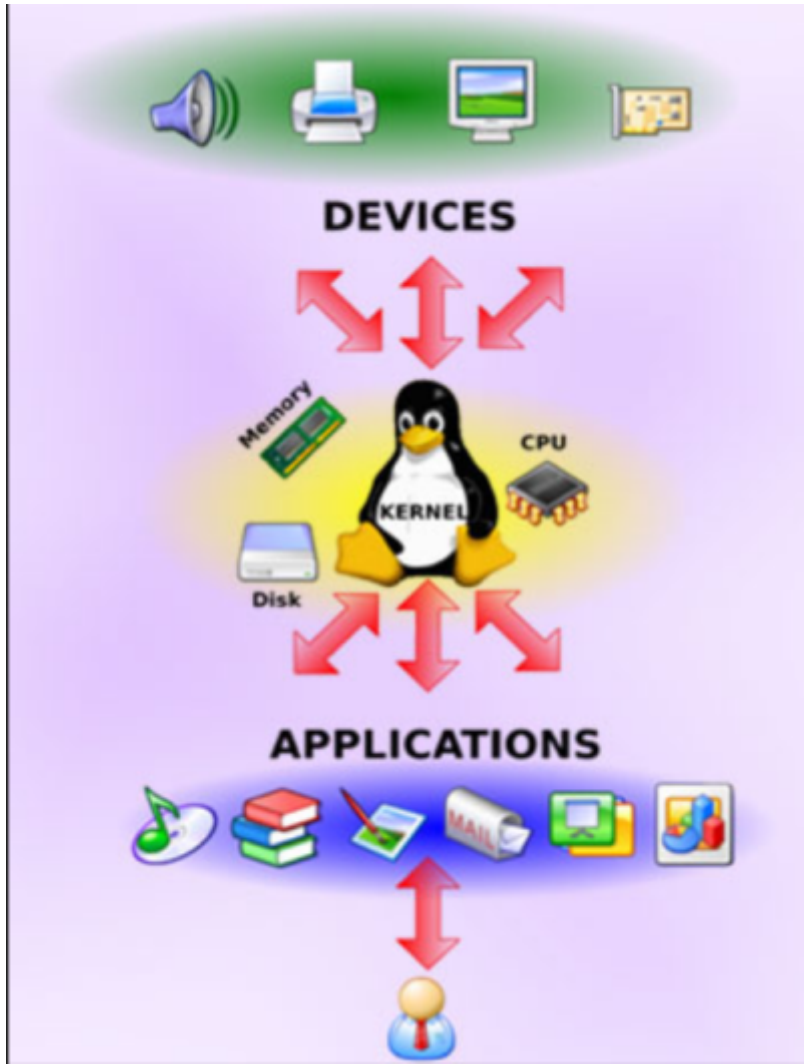 DEVICES
Memory
CPU
KERNEL
Disk
APPLICATIONS
MAIL